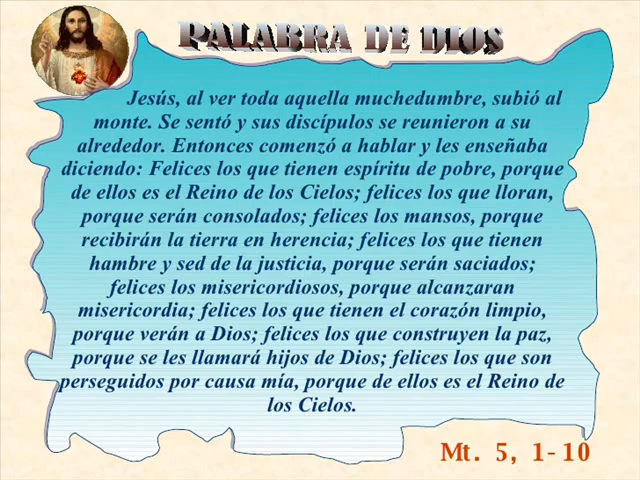 PALABRA DE DIOS
Jesús, al ver toda aquella muchedumbre, subió al
monte. Se sentó y sus discípulos se reunieron a su
alrededor. Entonces comenzó a hablar y les enseñaba
diciendo: Felices los que tienen espíritu de pobre, porque
de ellos es el Reino de los Cielos; felices los que lloran,
porque serán consolados; felices los mansos, porque
recibirán la tierra en herencia; felices los que tienen
hambre y sed de la justicia, porque serán saciados;
felices los misericordiosos, porque alcanzaran
misericordia; felices los que tienen el corazón limpio,
porque verán a Dios; felices los que construyen la paz,
porque se les llamará hijos de Dios; felices los que son
perseguidos por causa mía, porque de ellos es el Reino de
los Cielos.
Mt. 5, 1-10